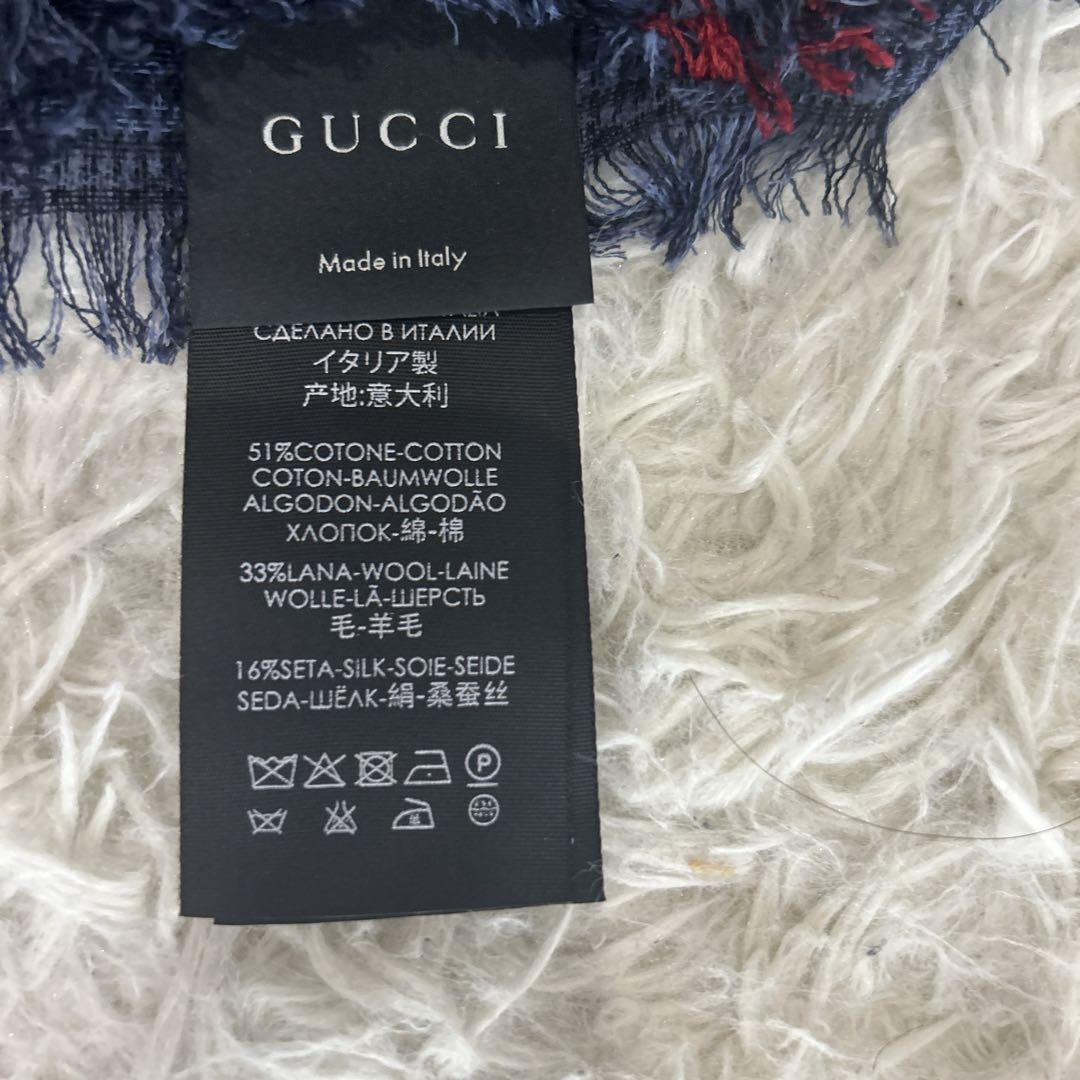 GUCCI
Made in Italy
СДЕЛАНО В ИТАЛИИ
イタリア製
产地:意大利
51%COTONE-COTTON
COTON-BAUMWOLLE
ALGODON-ALGODÃO
ХЛОПОК-綿-棉
33%LANA-WOOL-LAINE
WOLLE-LÃ-ШЕРСТЬ
毛-羊毛
16%SETA-SILK-SOIE-SEIDE
SEDA-ШЁЛК-絹-桑蚕丝
P